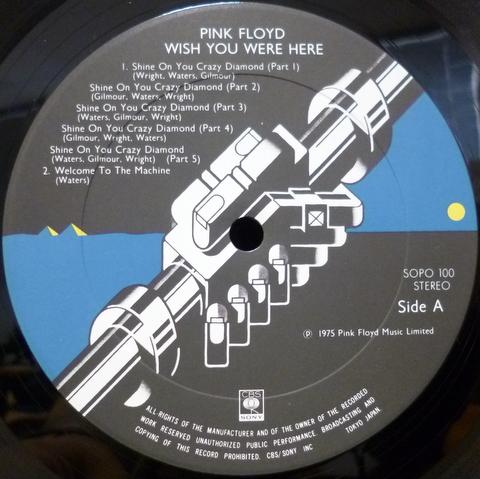 PINK FLOYD
WISH YOU WERE HERE
1. Shine On You Crazy Diamond (Part 1)
(Wright, Waters, Gilmour)
Shine On You Crazy Diamond (Part 2)
(Gilmour, Waters, Wright)
Shine On You Crazy Diamond (Part 3)
(Waters, Gilmour, Wright)
Shine On You Crazy Diamond (Part 4)
(Gilmour, Wright, Waters)
Shine On You Crazy Diamond
(Waters, Gilmour, Wright) (Part 5)
2. Welcome To The Machine
(Waters)
SOPO 100
STEREO
Side A
℗ 1975 Pink Floyd Music Limited
CBS
SONY
ALL RIGHTS OF THE MANUFACTURER AND OF THE OWNER OF THE RECORDED
WORK RESERVED UNAUTHORIZED PUBLIC PERFORMANCE. BROADCASTING AND
COPYING OF THIS RECORD PROHIBITED. CBS/SONY INC TOKYO JAPAN